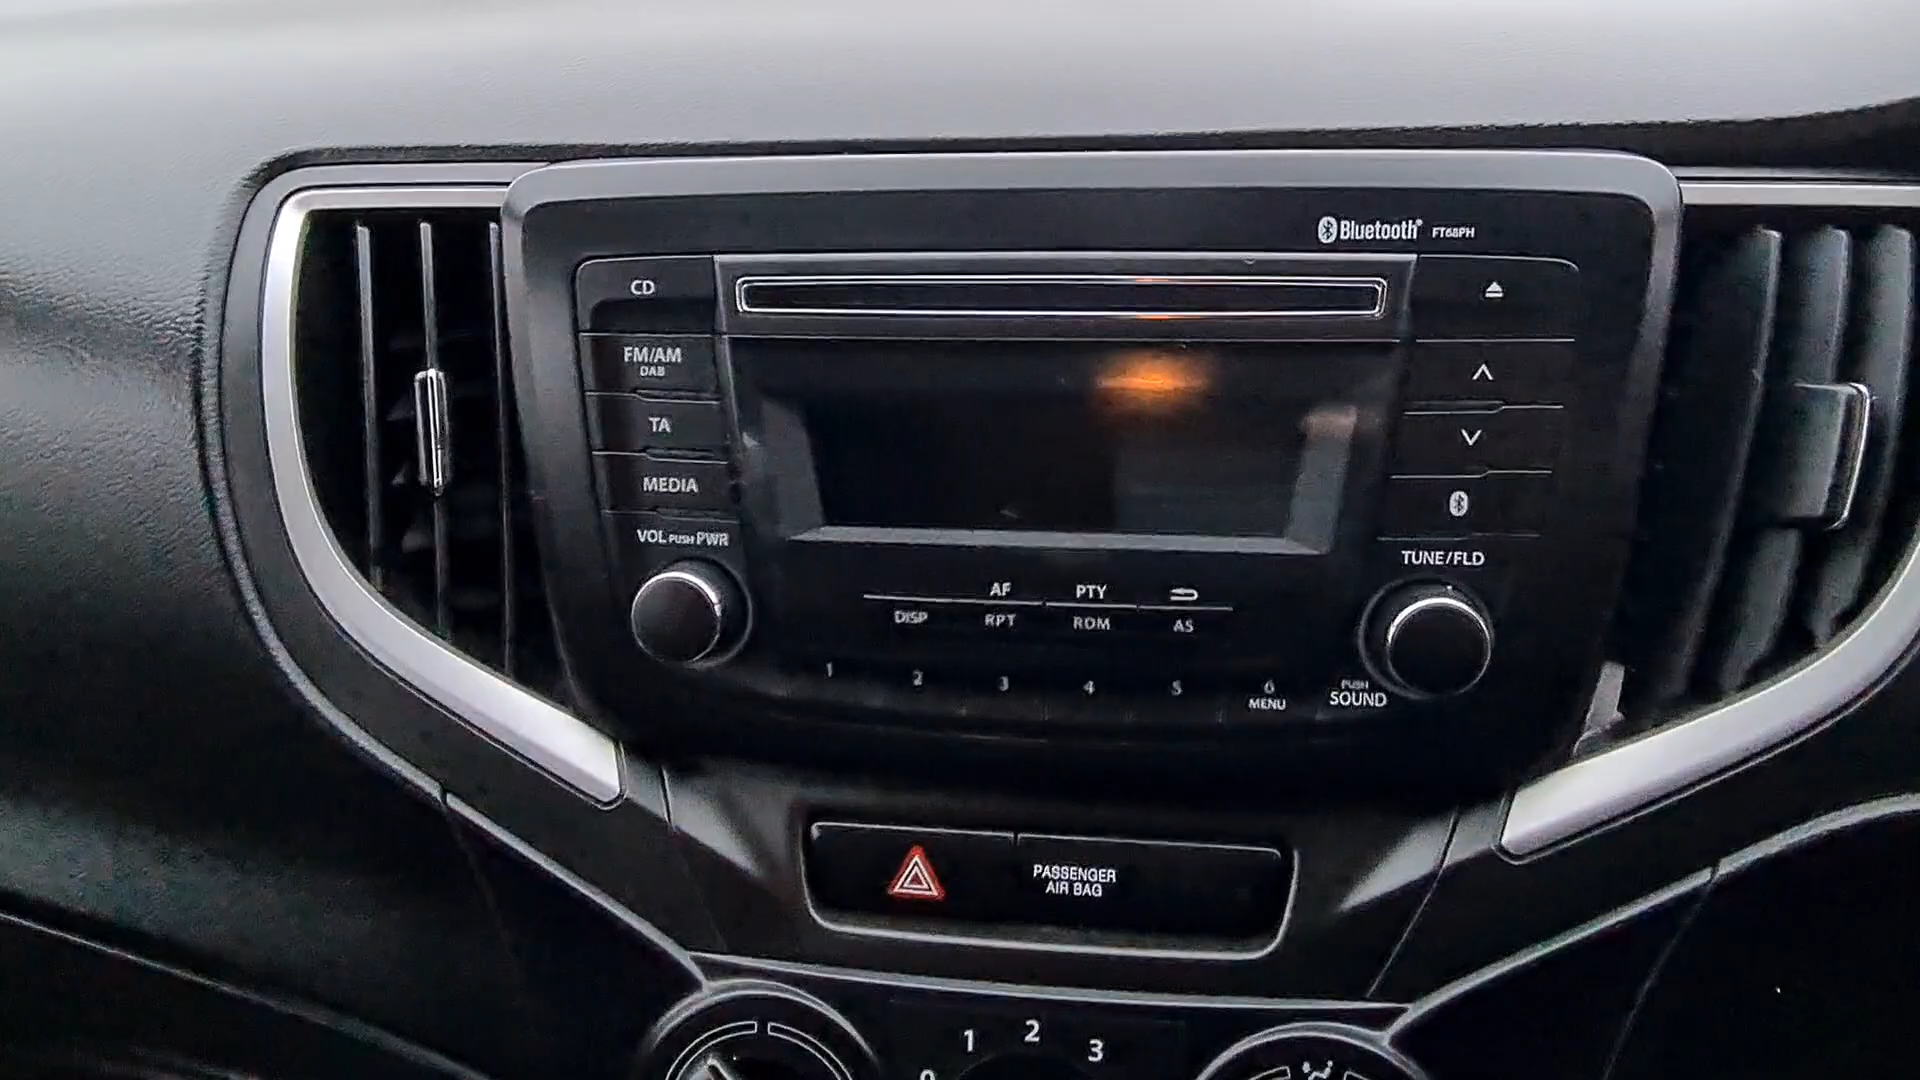 Bluetooth® FT68PH
CD
FM/AM
DAB
TA
MEDIA
VOL PUSH PWR
TUNE/FLD
AF PTY
DISP RPT RDM AS
1 2 3 4 5 6
MENU
PUSH
SOUND
PASSENGER
AIR BAG
0 1 2 3